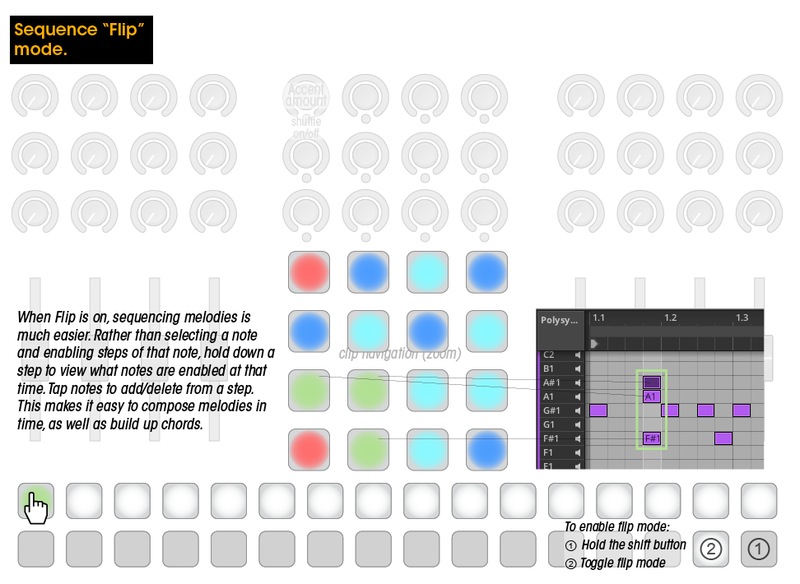 Sequence “Flip”
mode.
Accent
amount
shuffle
on/off
When Flip is on, sequencing melodies is
much easier. Rather than selecting a note
and enabling steps of that note, hold down a
step to view what notes are enabled at that
time. Tap notes to add/delete from a step.
This makes it easy to compose melodies in
time, as well as build up chords.
clip navigation (zoom)
Polysy...
1.1
1.2
1.3
C2
B1
A#1
A1
A1
G#1
G1
F#1
F#1
F1
E1
To enable flip mode:
① Hold the shift button
② Toggle flip mode
②
①